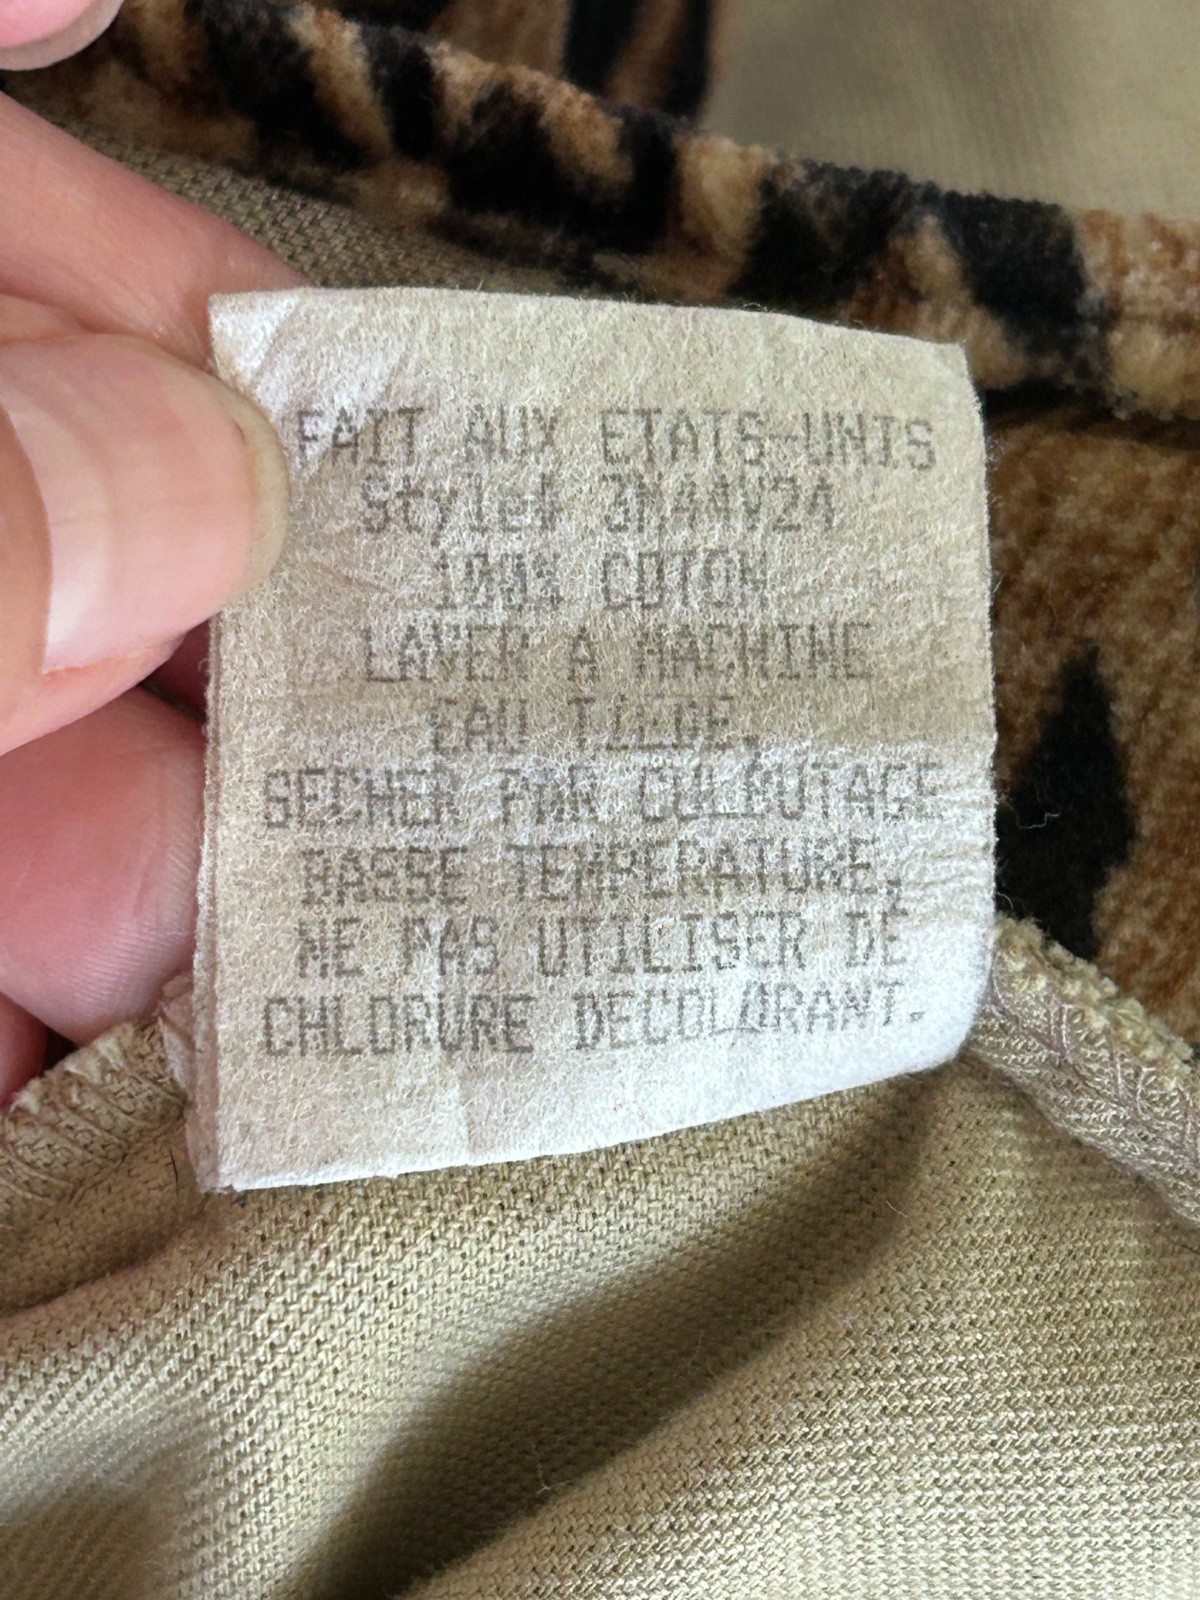 FAIT AUX ETATS-UNIS
Style# 3MA4V24
100% COTON
LAVER A MACHINE
EAU TIEDE,
SECHER PAR CULBUTAGE
BASSE TEMPERATURE,
NE PAS UTILISER DE
CHLORURE DECOLORANT.